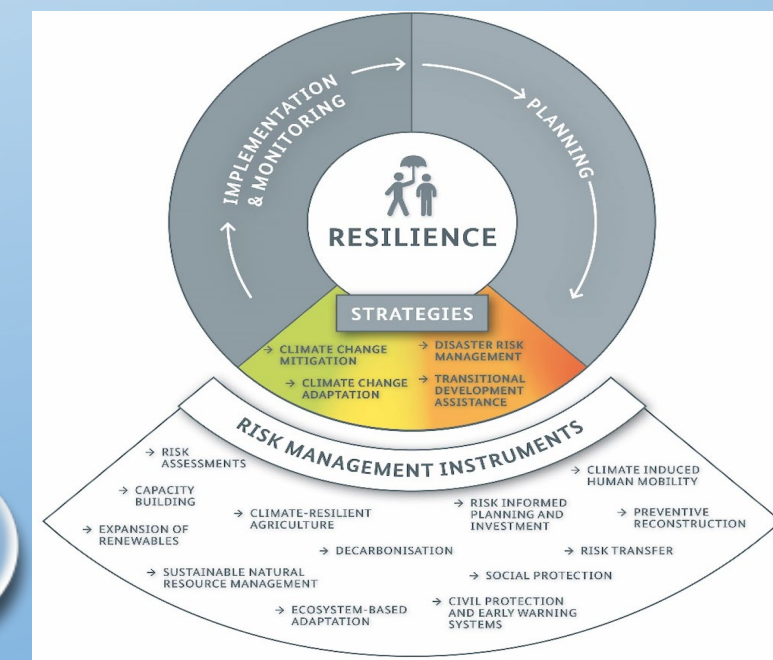 IMPLEMENTATION
& MONITORING
PLANNING
RESILIENCE
STRATEGIES
→ CLIMATE CHANGE
MITIGATION
→ CLIMATE CHANGE
ADAPTATION
→ DISASTER RISK
MANAGEMENT
→ TRANSITIONAL
DEVELOPMENT
ASSISTANCE
RISK MANAGEMENT INSTRUMENTS
→ RISK
ASSESSMENTS
→ CAPACITY
BUILDING
→ EXPANSION OF
RENEWABLES
→ CLIMATE-RESILIENT
AGRICULTURE
→ DECARBONISATION
→ SUSTAINABLE NATURAL
RESOURCE MANAGEMENT
→ ECOSYSTEM-BASED
ADAPTATION
→ CLIMATE INDUCED
HUMAN MOBILITY
→ RISK INFORMED
PLANNING AND
INVESTMENT
→ PREVENTIVE
RECONSTRUCTION
→ RISK TRANSFER
→ SOCIAL PROTECTION
→ CIVIL PROTECTION
AND EARLY WARNING
SYSTEMS